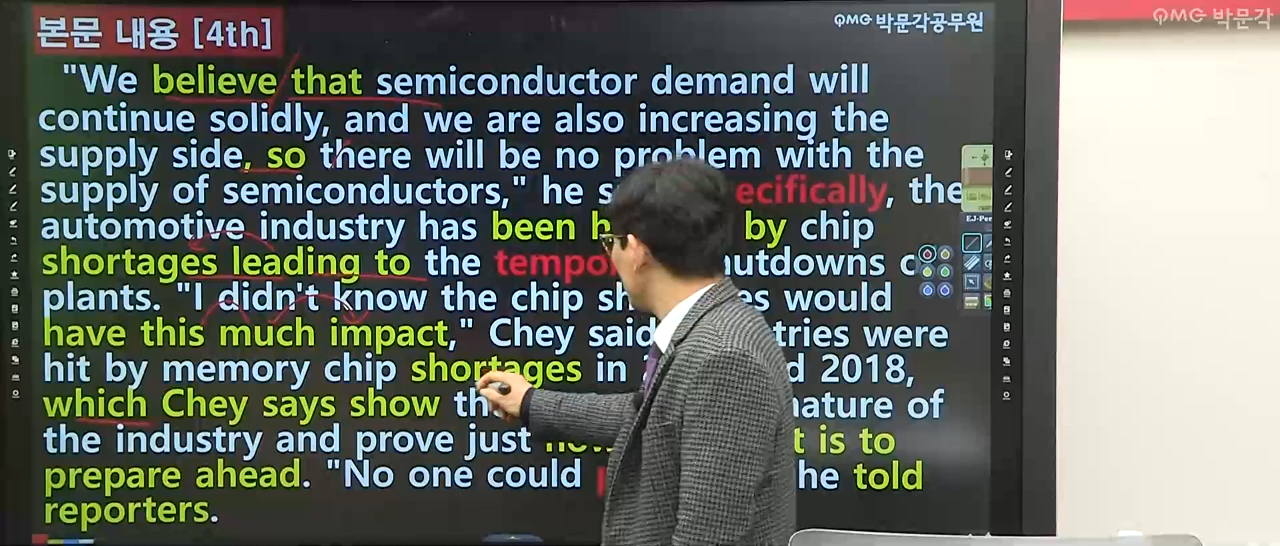 본문 내용 [4th]
QMG 박문각공무원
QMG 박문각
"We believe that semiconductor demand will
continue solidly, and we are also increasing the
supply side, so there will be no problem with the
supply of semiconductors," he ecifically, the
automotive industry has been h by chip
shortages leading to the tempo utdowns o
plants. "I didn't know the chip sh es would
have this much impact," Chey said tries were
hit by memory chip shortages in d 2018,
which Chey says show th nature of
the industry and prove just t is to
prepare ahead. "No one could he told
reporters.
EJ-Pen